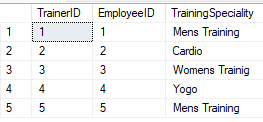 TrainerID EmployeeID TrainingSpeciality
1 1 1 Mens Training
2 2 2 Cardio
3 3 3 Womens Trainig
4 4 4 Yogo
5 5 5 Mens Training